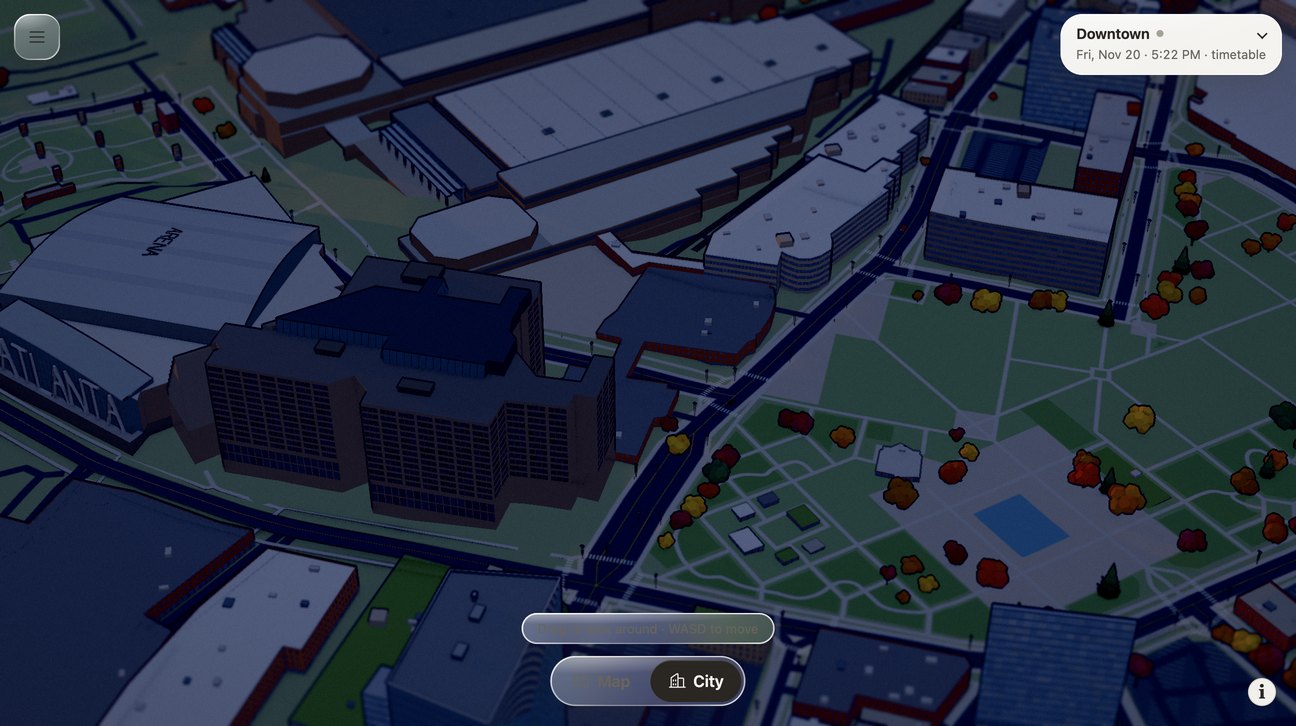 Downtown
Fri, Nov 20 · 5:22 PM · timetable
ARENA
ATLANTA
around · WASD to move
Map
City
i